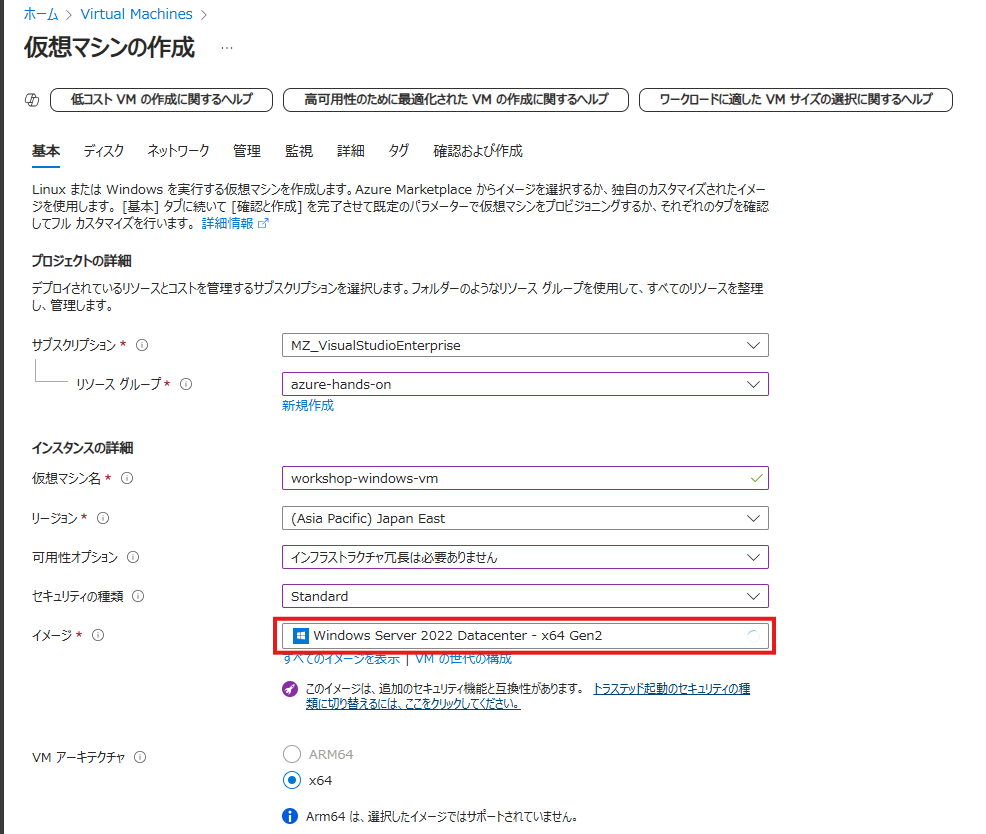 ホーム > Virtual Machines >
仮想マシンの作成 ...
低コスト VM の作成に関するヘルプ 高可用性のために最適化された VM の作成に関するヘルプ ワークロードに適した VM サイズの選択に関するヘルプ
基本 ディスク ネットワーク 管理 監視 詳細 タグ 確認および作成
Linux または Windows を実行する仮想マシンを作成します。Azure Marketplace からイメージを選択するか、独自のカスタマイズされたイメー
ジを使用します。 [基本] タブに続いて [確認と作成] を完了させて既定のパラメーターで仮想マシンをプロビジョニングするか、それぞれのタブを確認
してフル カスタマイズを行います。 詳細情報
プロジェクトの詳細
デプロイされているリソースとコストを管理するサブスクリプションを選択します。フォルダーのようなリソース グループを使用して、すべてのリソースを整理
し、管理します。
サブスクリプション * MZ_VisualStudioEnterprise
リソース グループ * azure-hands-on
新規作成
インスタンスの詳細
仮想マシン名 * workshop-windows-vm
リージョン * (Asia Pacific) Japan East
可用性オプション インフラストラクチャ冗長は必要ありません
セキュリティの種類 Standard
イメージ * Windows Server 2022 Datacenter - x64 Gen2
すべてのイメージを表示 | VM の世代の構成
このイメージは、追加のセキュリティ機能と互換性があります。 トラステッド起動のセキュリティの種
類に切り替えるには、ここをクリックしてください。
VM アーキテクチャ ARM64
x64
Arm64 は、選択したイメージではサポートされていません。